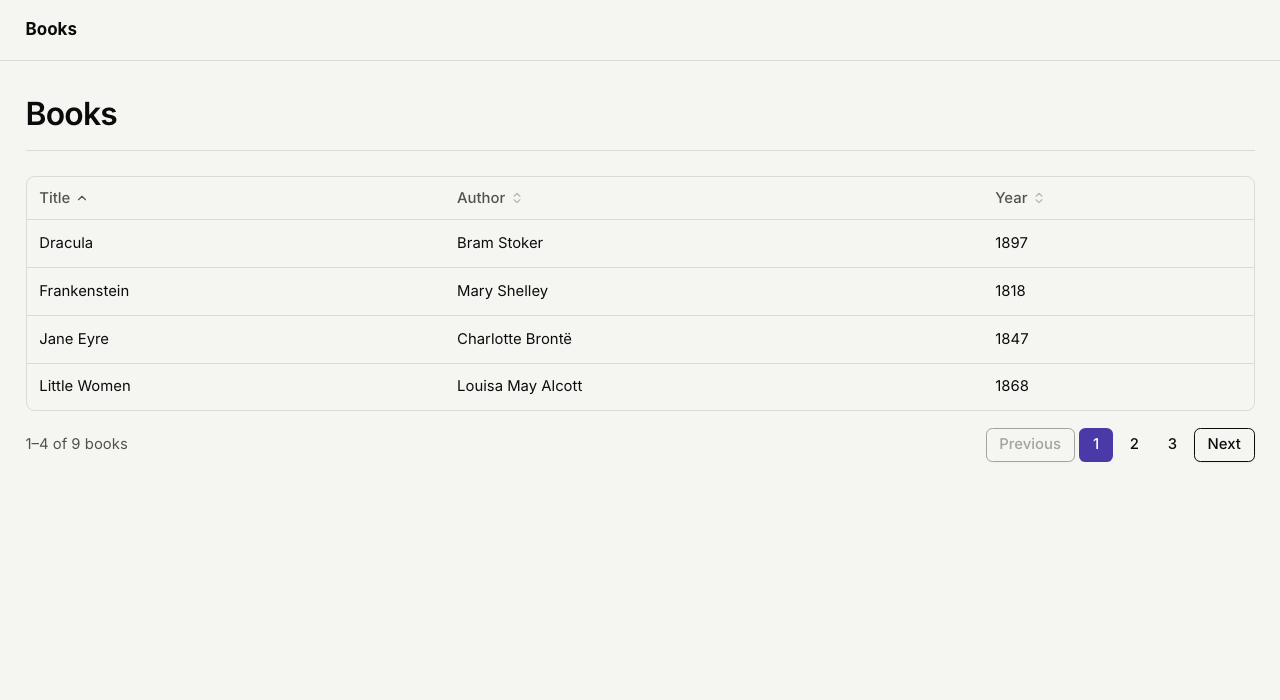 Books
Books
Title Author Year
Dracula Bram Stoker 1897
Frankenstein Mary Shelley 1818
Jane Eyre Charlotte Brontë 1847
Little Women Louisa May Alcott 1868
1–4 of 9 books Previous 1 2 3 Next